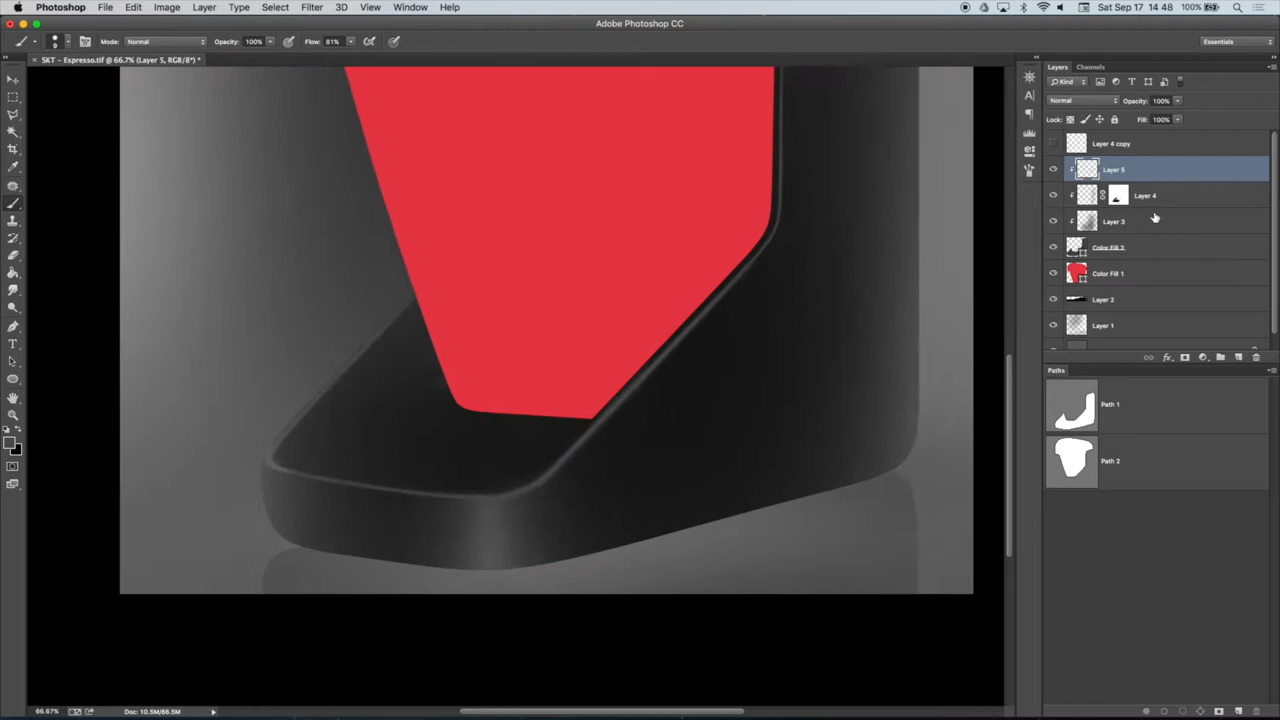 Photoshop File Edit Image Layer Type Select Filter 3D View Window Help
Sat Sep 17 14 48 100%
Adobe Photoshop CC
Mode: Normal Opacity: 100% Flow: 81% Essentials
SKT - Espresso.tif @ 66.7% (Layer 5, RGB/8*) *
Layers Channels
Kind
Normal Opacity: 100%
Lock: Fill: 100%
Layer 4 copy
Layer 5
Layer 4
Layer 3
Color Fill 2
Color Fill 1
Layer 2
Layer 1
Paths
Path 1
Path 2
66.67% Doc: 10.5M/66.5M